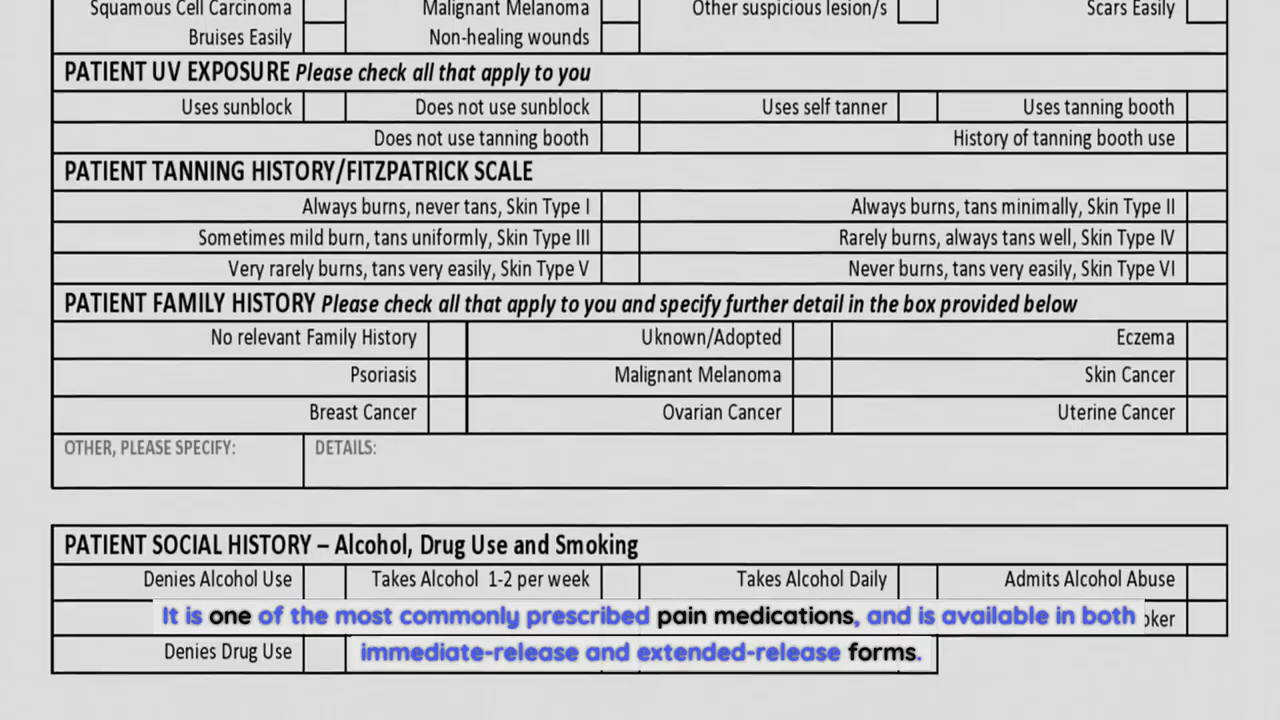 Squamous Cell Carcinoma Malignant Melanoma Other suspicious lesion/s Scars Easily
Bruises Easily Non-healing wounds
PATIENT UV EXPOSURE Please check all that apply to you
Uses sunblock Does not use sunblock Uses self tanner Uses tanning booth
Does not use tanning booth History of tanning booth use
PATIENT TANNING HISTORY/FITZPATRICK SCALE
Always burns, never tans, Skin Type I Always burns, tans minimally, Skin Type II
Sometimes mild burn, tans uniformly, Skin Type III Rarely burns, always tans well, Skin Type IV
Very rarely burns, tans very easily, Skin Type V Never burns, tans very easily, Skin Type VI
PATIENT FAMILY HISTORY Please check all that apply to you and specify further detail in the box provided below
No relevant Family History Uknown/Adopted Eczema
Psoriasis Malignant Melanoma Skin Cancer
Breast Cancer Ovarian Cancer Uterine Cancer
OTHER, PLEASE SPECIFY: DETAILS:
PATIENT SOCIAL HISTORY – Alcohol, Drug Use and Smoking
Denies Alcohol Use Takes Alcohol 1-2 per week Takes Alcohol Daily Admits Alcohol Abuse
It is one of the most commonly prescribed pain medications, and is available in both
immediate-release and extended-release forms.
Denies Drug Use